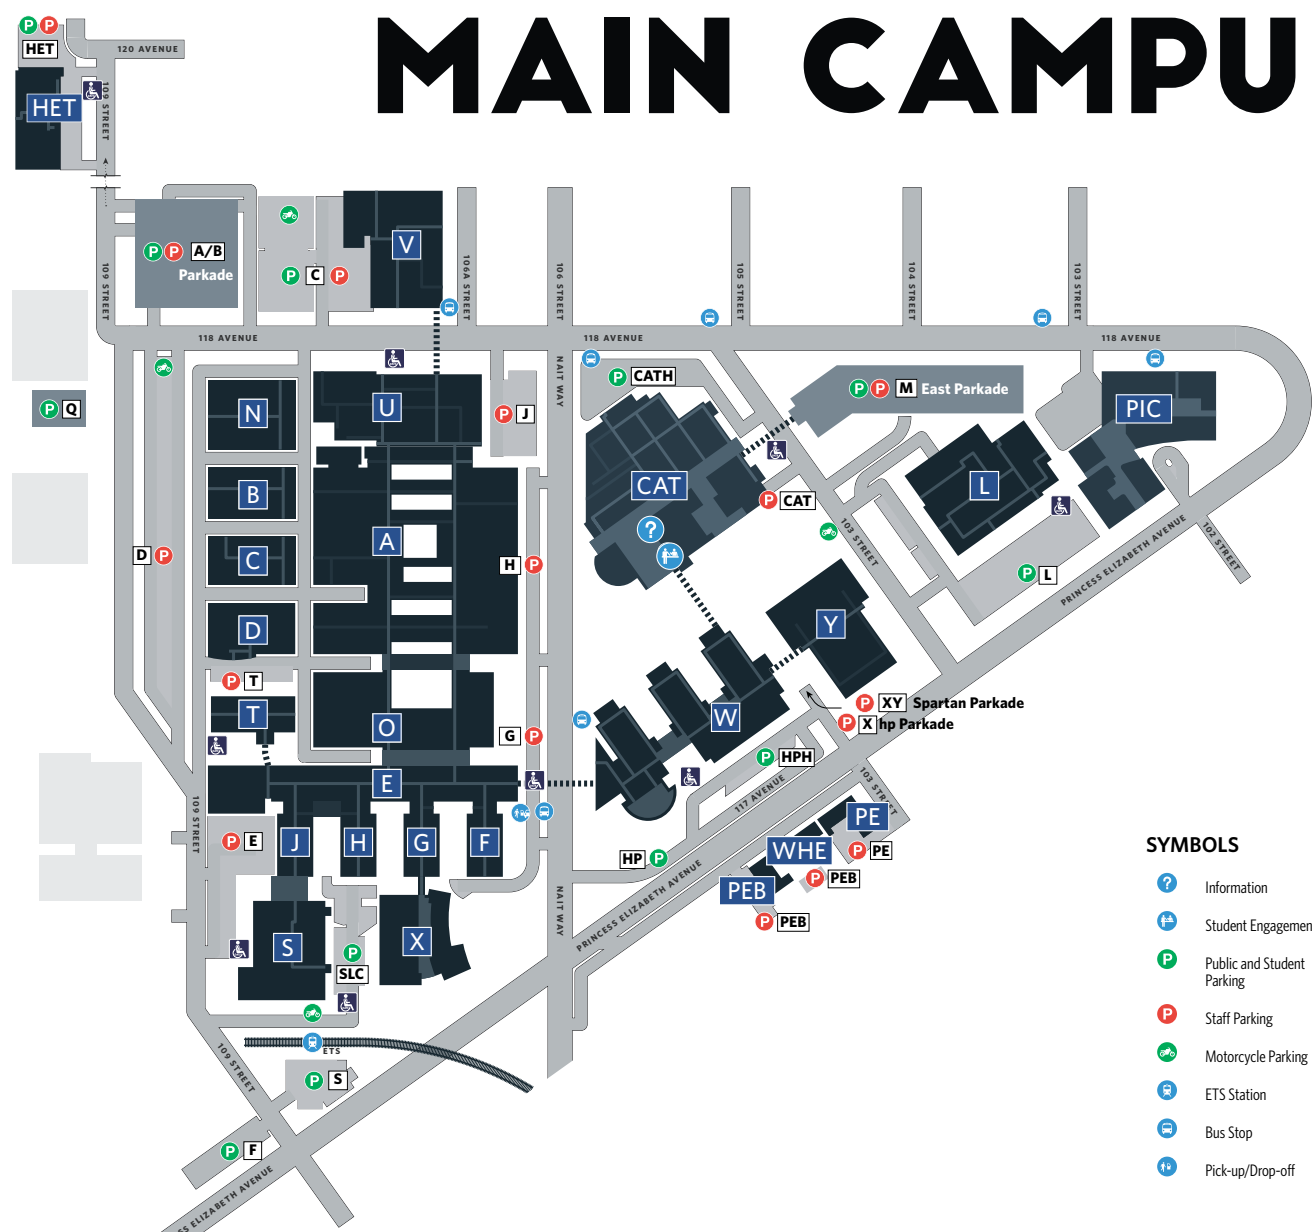 MAIN CAMPU
P P
HET
120 AVENUE
HET
109 STREET
P P A/B
Parkade
P C P
V
109 STREET
106A STREET
106 STREET
105 STREET
104 STREET
103 STREET
118 AVENUE
118 AVENUE
118 AVENUE
NAIT WAY
P CATH
P P M East Parkade
P Q
N
U
P J
PIC
B
CAT
L
P CAT
A
103 STREET
D P
C
H P
P L
PRINCESS ELIZABETH AVENUE
102 STREET
?
D
Y
P T
T
O
W
P XY Spartan Parkade
P X hp Parkade
G P
P HPH
E
117 AVENUE
103 STREET
109 STREET
P E
J
H
G
F
PE
WHE
P PE
HP P
PEB
P PEB
P PEB
PRINCESS ELIZABETH AVENUE
NAIT WAY
S
X
P
SLC
ETS
109 STREET
P S
P F
SS ELIZABETH AVENUE
SYMBOLS
? Information
Student Engagemen
P Public and Student
Parking
P Staff Parking
Motorcycle Parking
ETS Station
Bus Stop
Pick-up/Drop-off